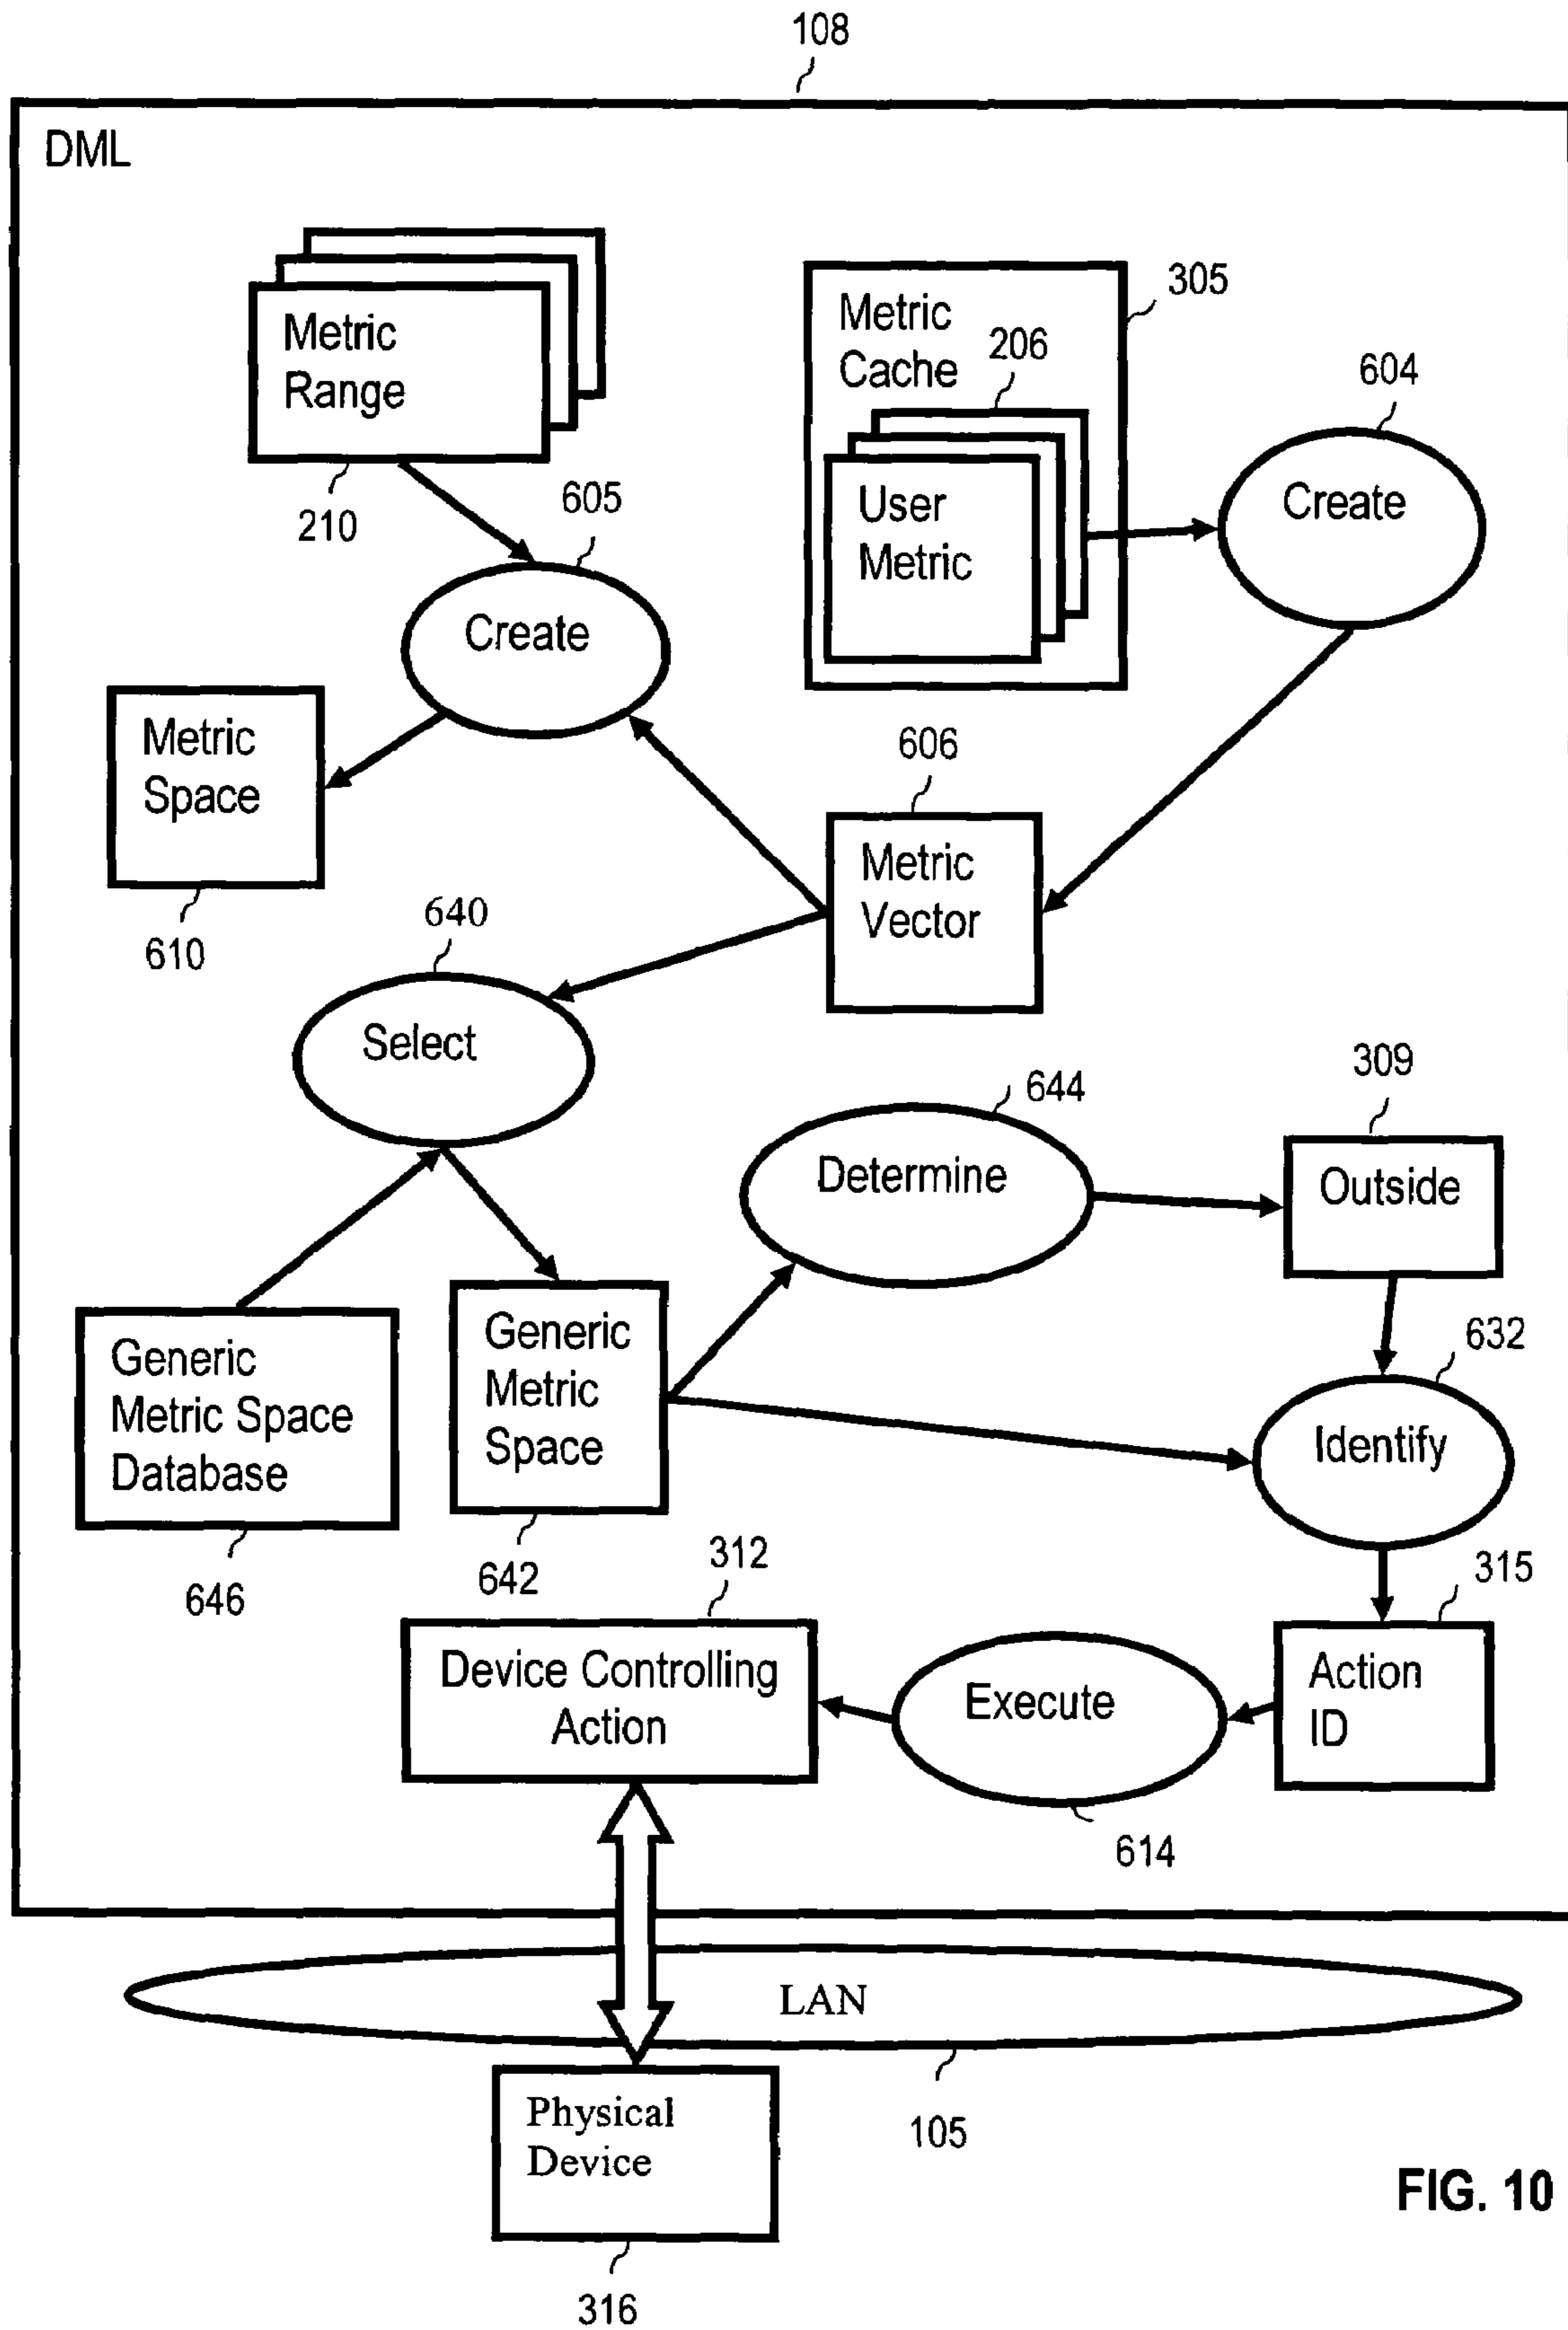 108
DML
Metric
Range
210
Metric
Cache
305
206
User
Metric
604
Create
605
Create
Metric
Space
610
606
Metric
Vector
640
Select
644
Determine
309
Outside
Generic
Metric Space
Database
646
Generic
Metric
Space
642
632
Identify
312
Device Controlling
Action
Execute
614
315
Action
ID
LAN
105
Physical
Device
316
FIG. 10